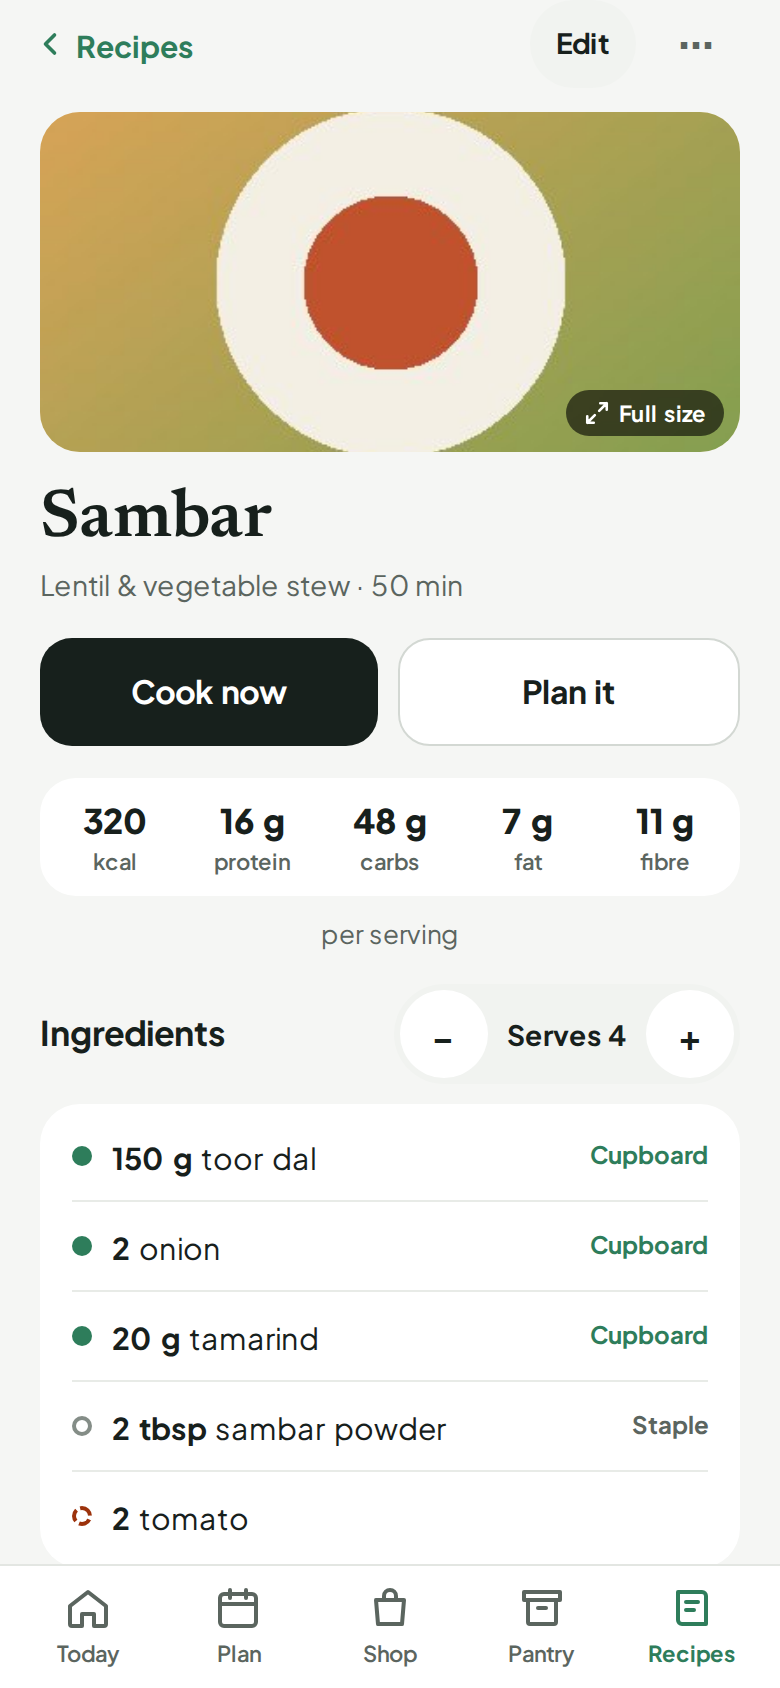 Recipes
Edit
Full size
Sambar
Lentil & vegetable stew · 50 min
Cook now
Plan it
320 16 g 48 g 7 g 11 g
kcal protein carbs fat fibre
per serving
Ingredients
− Serves 4 +
150 g toor dal Cupboard
2 onion Cupboard
20 g tamarind Cupboard
2 tbsp sambar powder Staple
2 tomato
Today Plan Shop Pantry Recipes